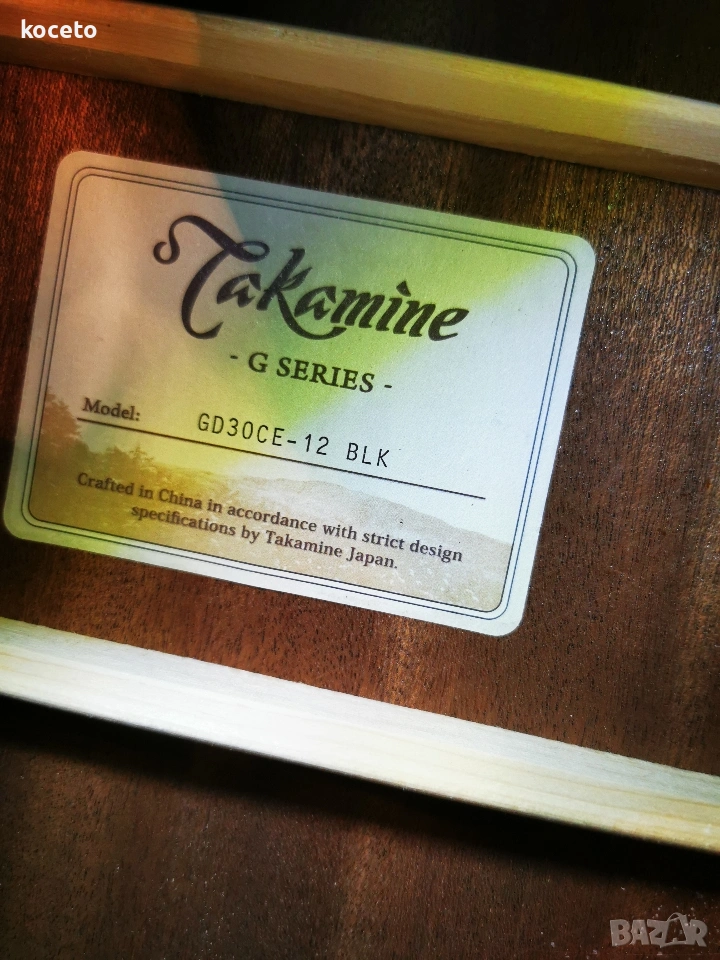 koceto
Takamine
- G SERIES -
Model: GD30CE-12 BLK
Crafted in China in accordance with strict design
specifications by Takamine Japan.
BAZAR